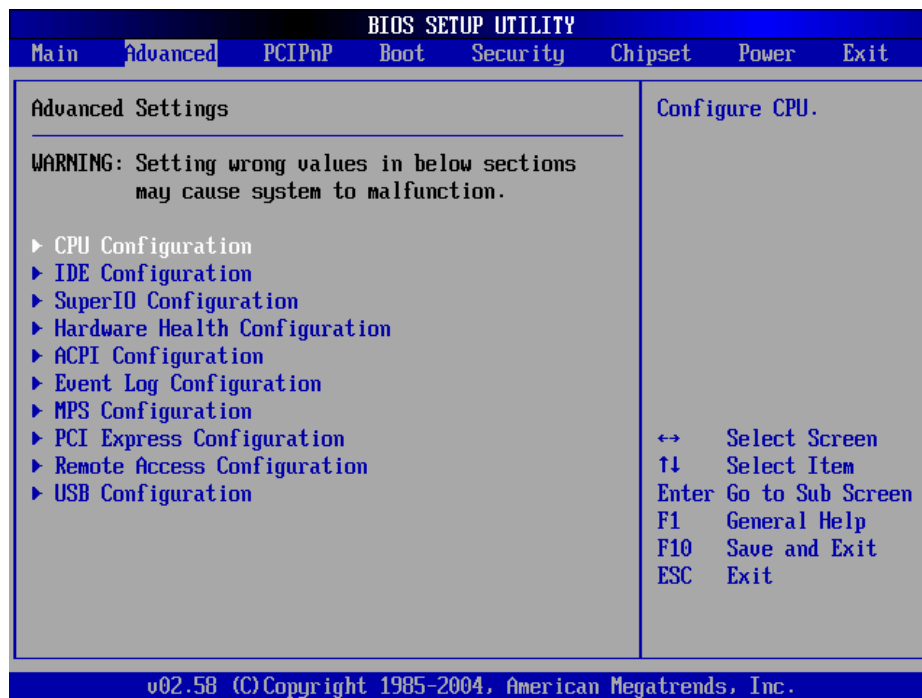 BIOS SETUP UTILITY
Main Advanced PCIPnP Boot Security Chipset Power Exit
Advanced Settings
WARNING: Setting wrong values in below sections
may cause system to malfunction.
▶ CPU Configuration
▶ IDE Configuration
▶ SuperIO Configuration
▶ Hardware Health Configuration
▶ ACPI Configuration
▶ Event Log Configuration
▶ MPS Configuration
▶ PCI Express Configuration
▶ Remote Access Configuration
▶ USB Configuration
Configure CPU.
↔ Select Screen
↑↓ Select Item
Enter Go to Sub Screen
F1 General Help
F10 Save and Exit
ESC Exit
v02.58 (C)Copyright 1985-2004, American Megatrends, Inc.